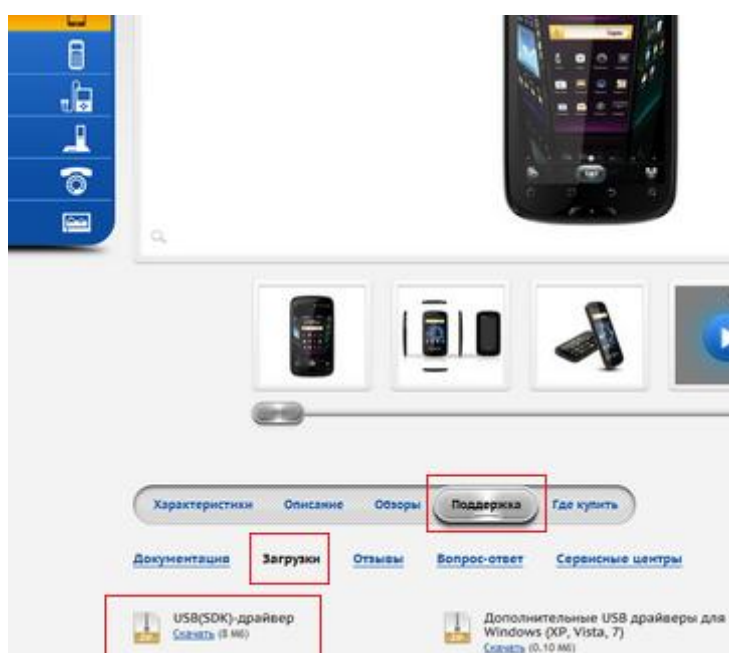 Характеристики Описание Обзоры Поддержка Где купить
Документация Загрузки Отзывы Вопрос-ответ Сервисные центры
USB(SDK)-драйвер
Скачать (8 Мб)
Дополнительные USB драйверы для
Windows (XP, Vista, 7)
Скачать (0.10 Мб)